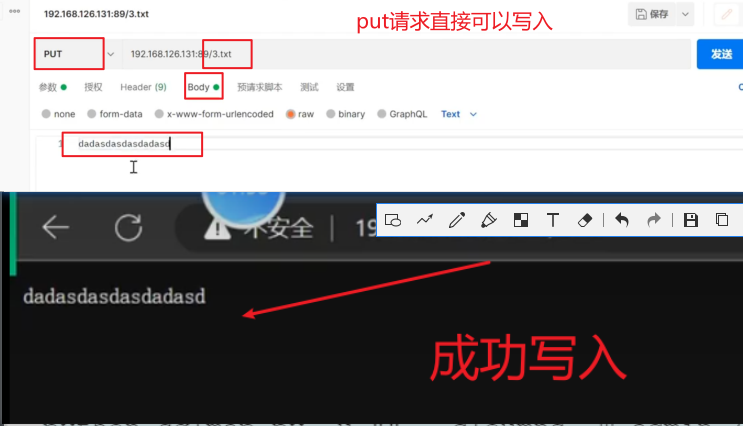 192.168.126.131:89/3.txt
保存
put请求直接可以写入
PUT
192.168.126.131:89/3.txt
发送
参数
授权
Header (9)
Body
预请求脚本
测试
设置
none
form-data
x-www-form-urlencoded
raw
binary
GraphQL
Text
1
dadasdasdasdadasd
不安全
19
T
dadasdasdasdadasd
成功写入